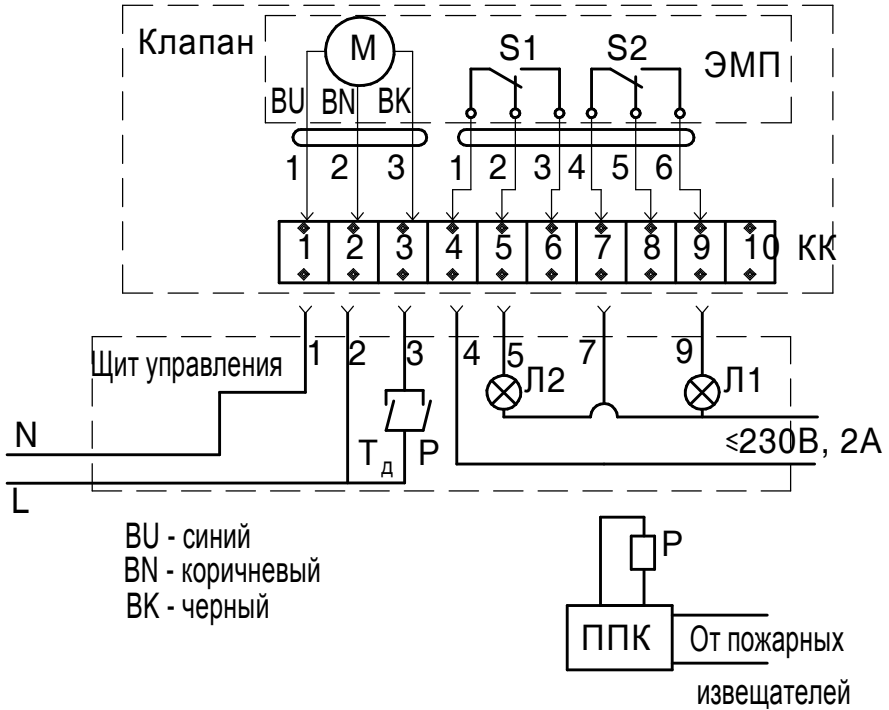 Клапан
M
S1 S2
ЭМП
BU BN BK
1 2 3 1 2 3 4 5 6
1 2 3 4 5 6 7 8 9 10 КК
Щит управления
1 2 3 4 5 7 9
Л2 Л1
N
Tд P
≤230В, 2А
L
BU - синий
BN - коричневый
BK - черный
P
ППК
От пожарных
извещателей